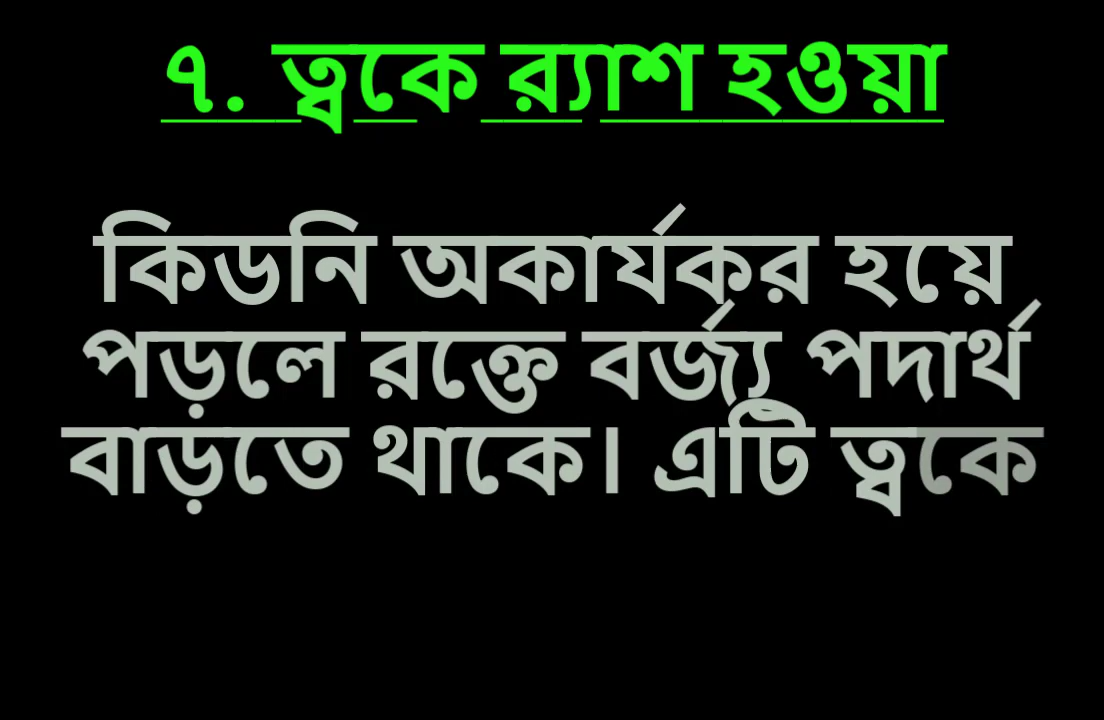 ৭. ত্বকে র‍্যাশ হওয়া
কিডনি অকার্যকর হয়ে
পড়লে রক্তে বর্জ্য পদার্থ
বাড়তে থাকে। এটি ত্বকে